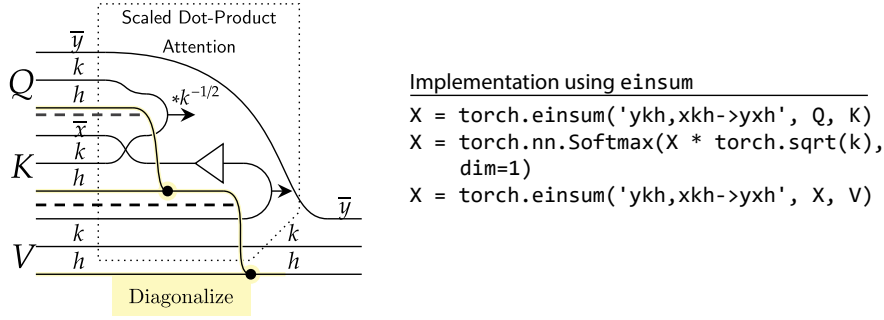 Scaled Dot-Product
Attention
y̅
k
Q
h
*k^{-1/2}
x̅
k
K
h
y̅
k k
V
h h
Diagonalize
Implementation using einsum
X = torch.einsum('ykh,xkh->yxh', Q, K)
X = torch.nn.Softmax(X * torch.sqrt(k),
dim=1)
X = torch.einsum('ykh,xkh->yxh', X, V)